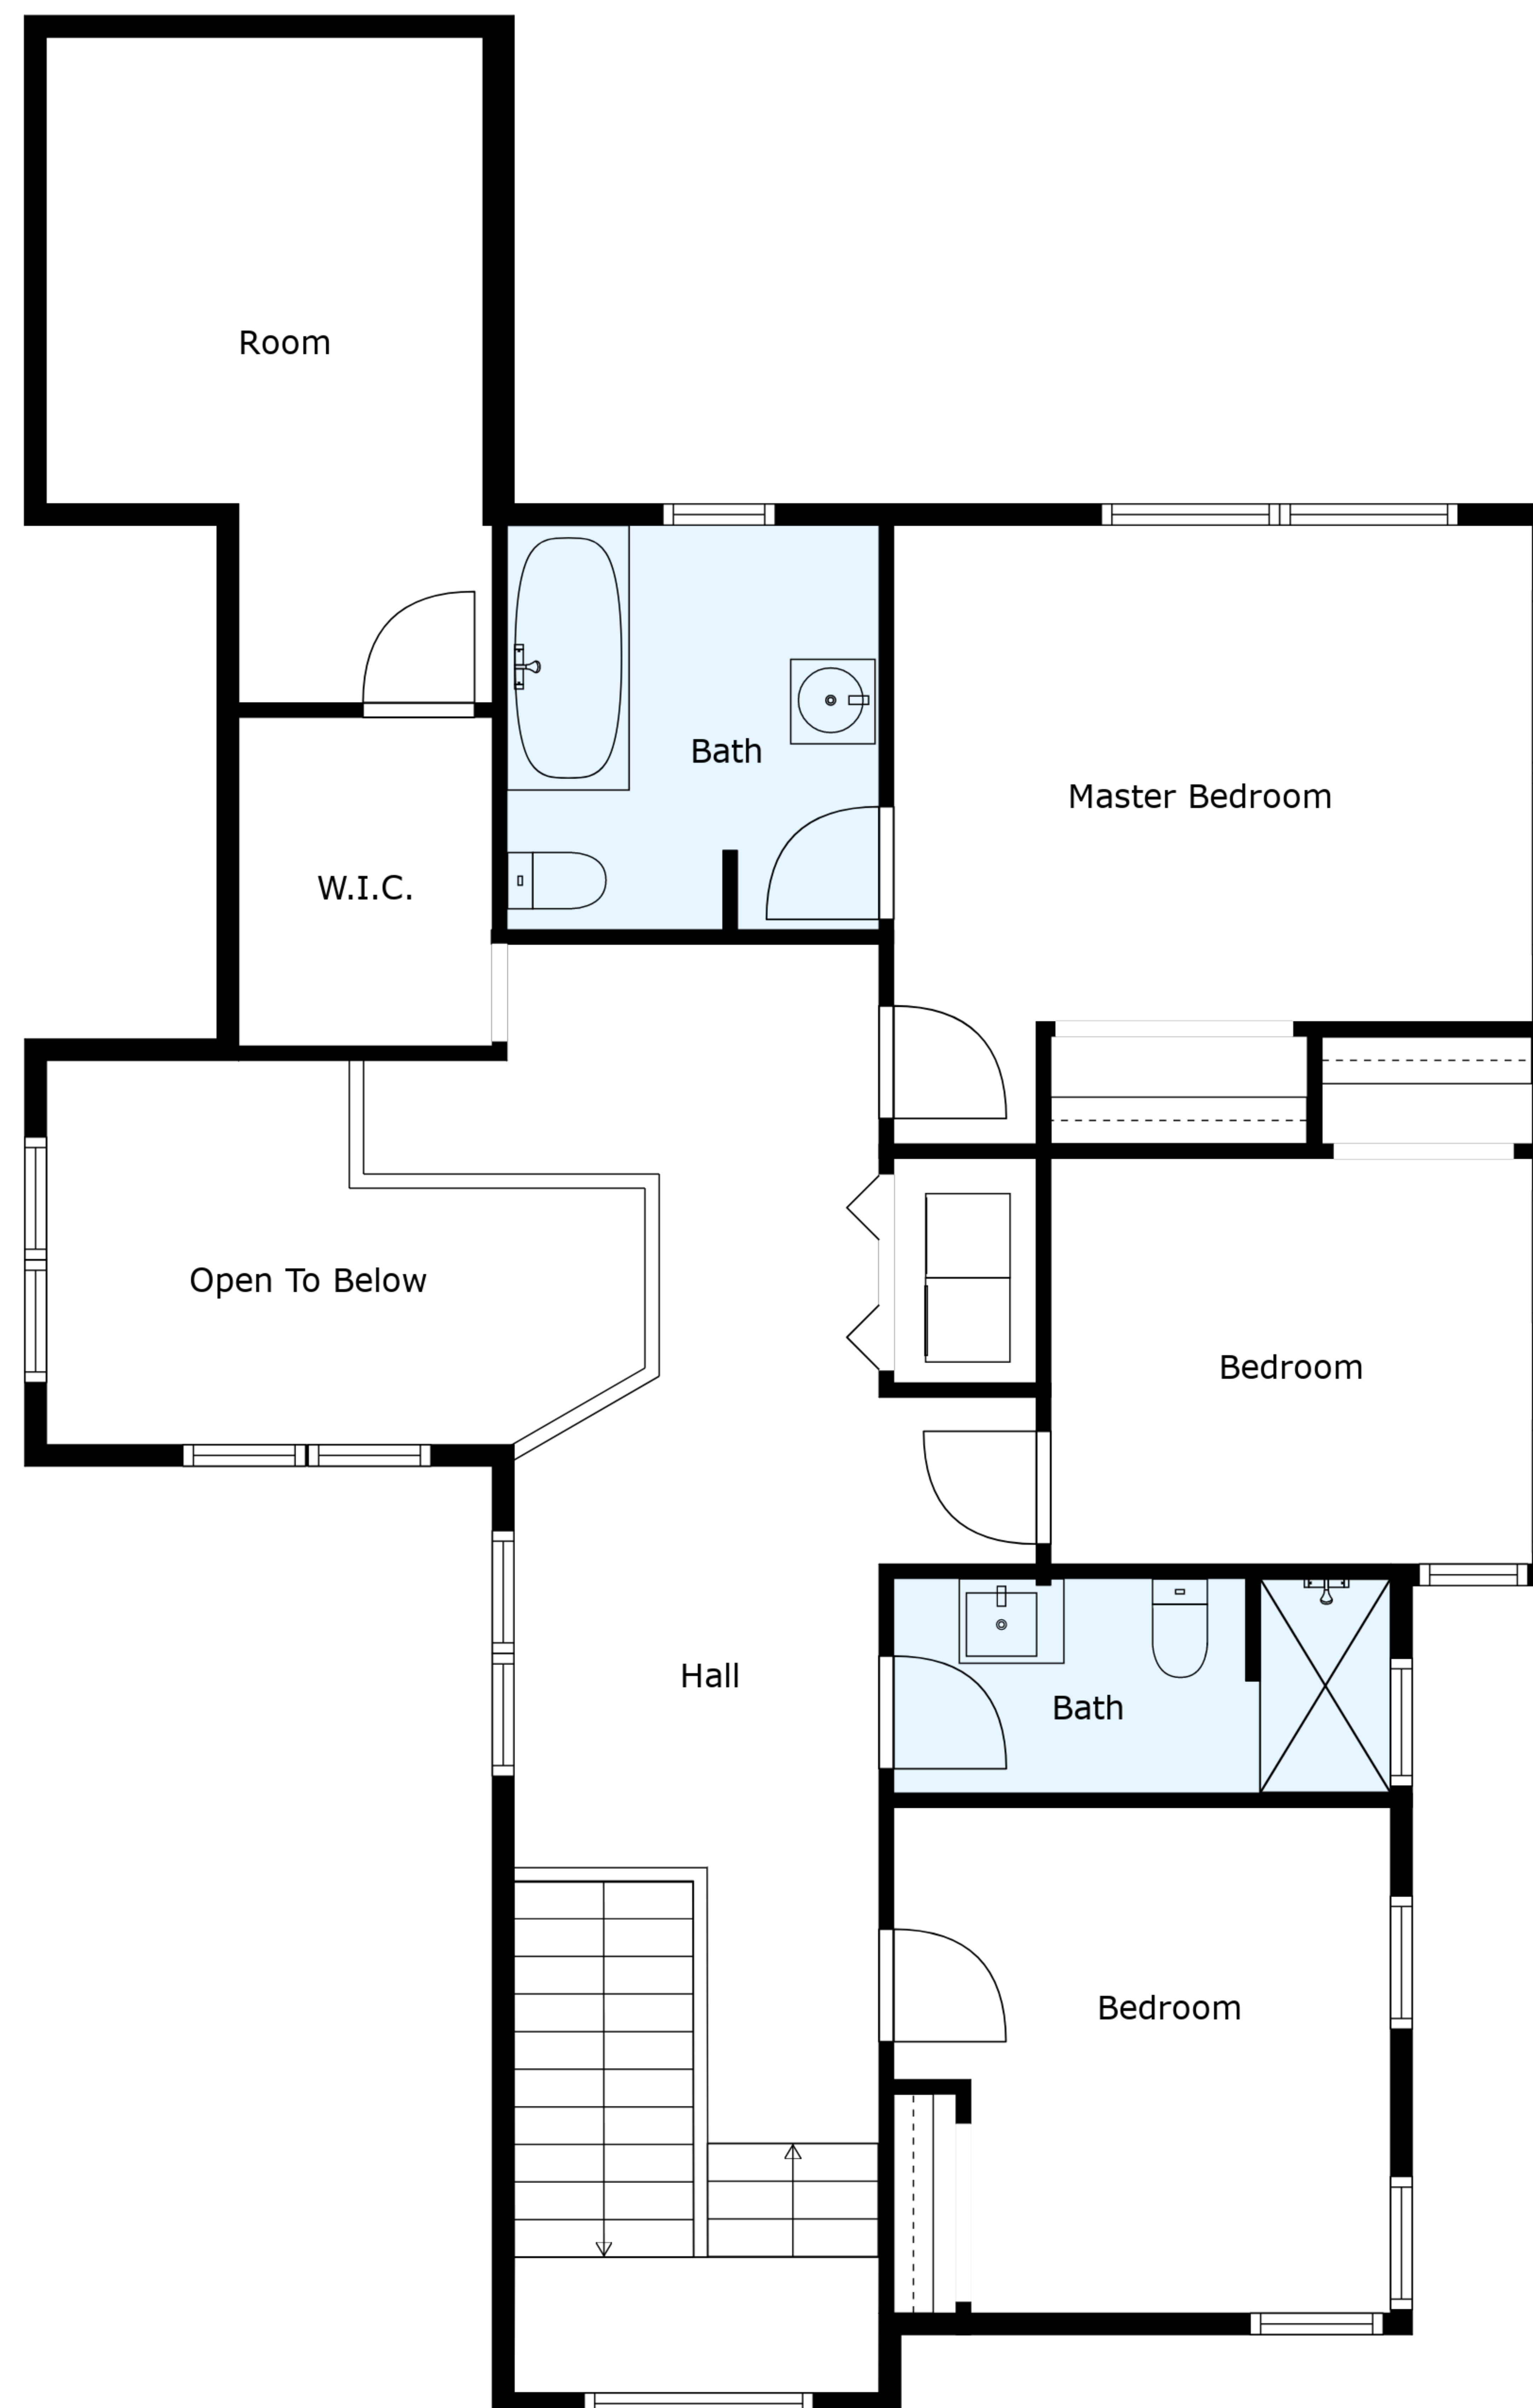 Room
Bath
Master Bedroom
W.I.C.
Open To Below
Bedroom
Hall
Bath
Bedroom